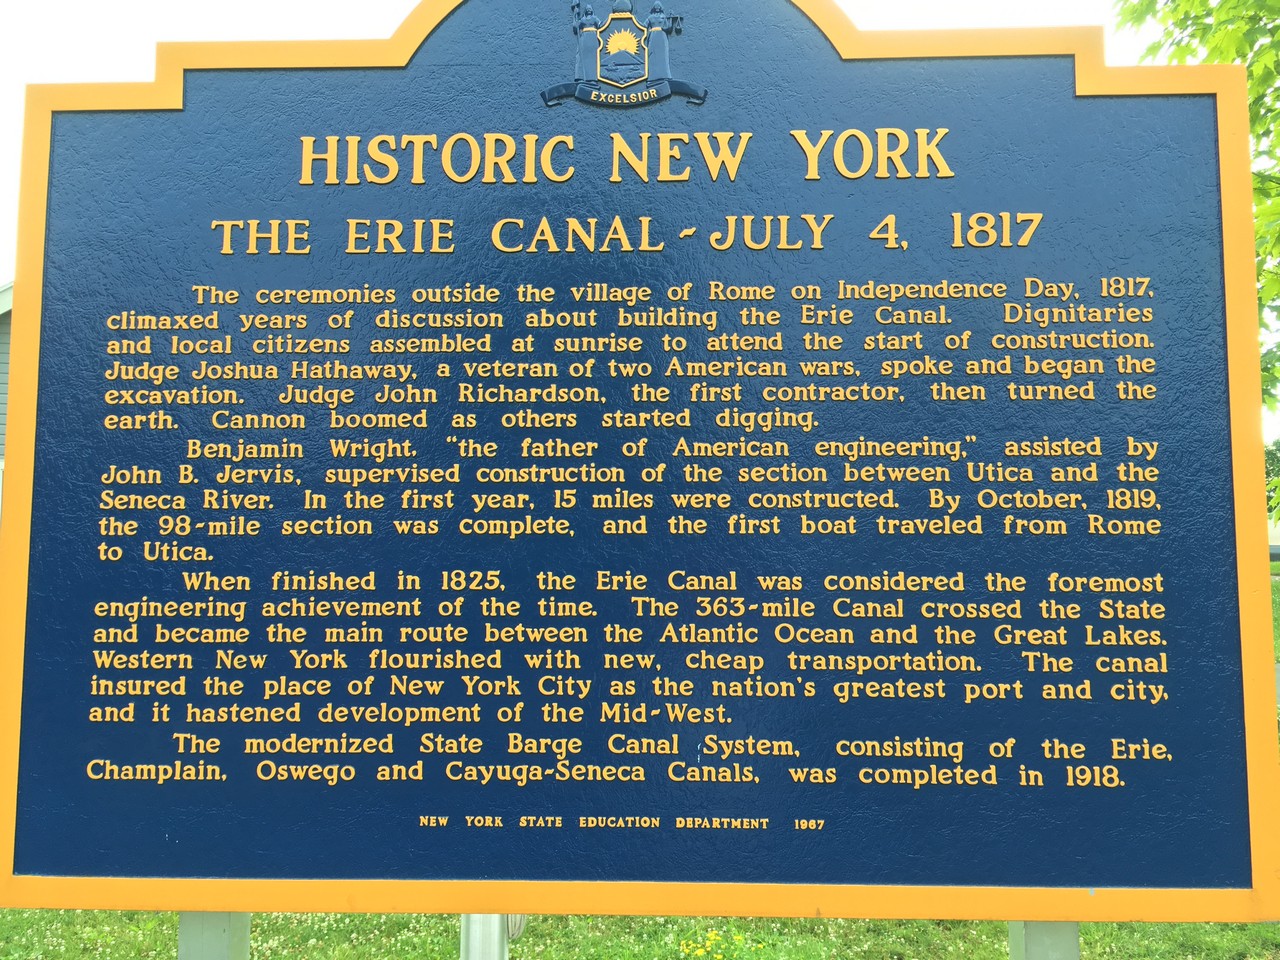 EXCELSIOR
HISTORIC NEW YORK
THE ERIE CANAL - JULY 4, 1817
The ceremonies outside the village of Rome on Independence Day, 1817,
climaxed years of discussion about building the Erie Canal. Dignitaries
and local citizens assembled at sunrise to attend the start of construction.
Judge Joshua Hathaway, a veteran of two American wars, spoke and began the
excavation. Judge John Richardson, the first contractor, then turned the
earth. Cannon boomed as others started digging.
Benjamin Wright, "the father of American engineering," assisted by
John B. Jervis, supervised construction of the section between Utica and the
Seneca River. In the first year, 15 miles were constructed. By October, 1819,
the 98-mile section was complete, and the first boat traveled from Rome
to Utica.
When finished in 1825, the Erie Canal was considered the foremost
engineering achievement of the time. The 363-mile Canal crossed the State
and became the main route between the Atlantic Ocean and the Great Lakes.
Western New York flourished with new, cheap transportation. The canal
insured the place of New York City as the nation's greatest port and city,
and it hastened development of the Mid-West.
The modernized State Barge Canal System, consisting of the Erie,
Champlain, Oswego and Cayuga-Seneca Canals, was completed in 1918.
NEW YORK STATE EDUCATION DEPARTMENT 1967